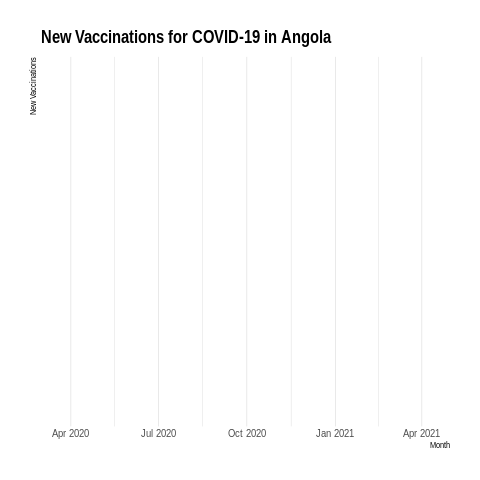 New Vaccinations for COVID-19 in Angola
New Vaccinations
Apr 2020 Jul 2020 Oct 2020 Jan 2021 Apr 2021
Month